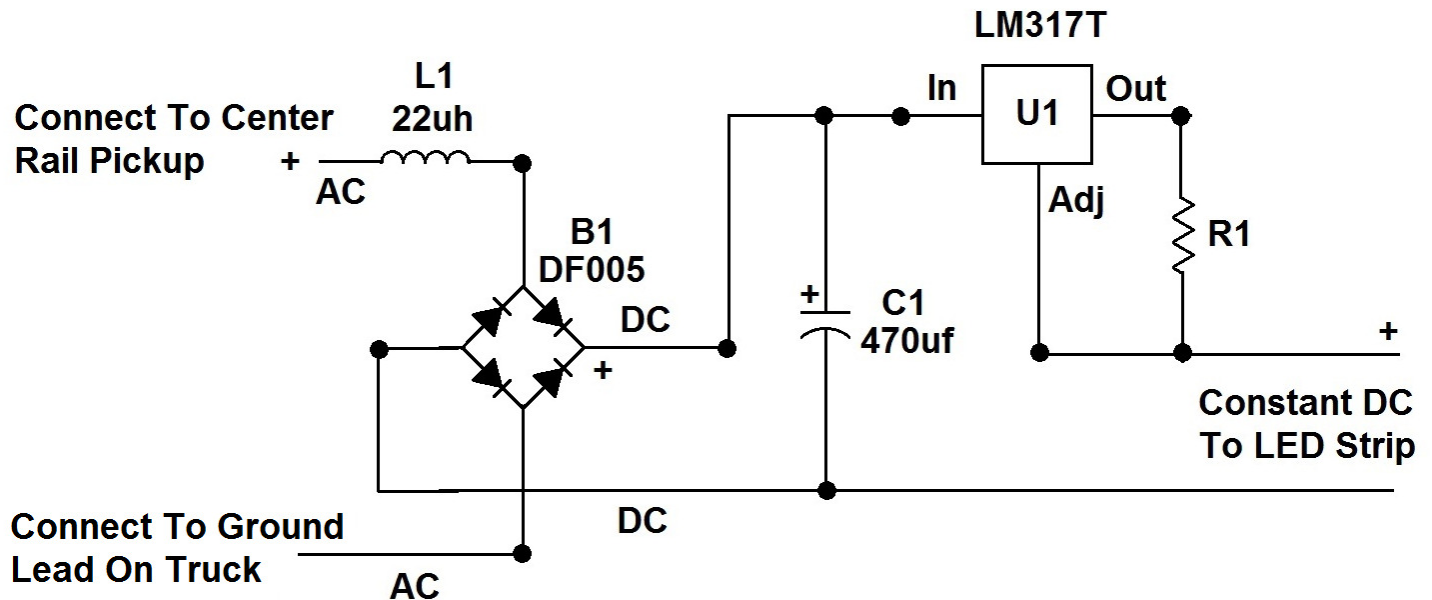 LM317T
L1
22uh
Connect To Center
Rail Pickup
+
AC
In
U1
Out
Adj
R1
B1
DF005
DC
+
+
C1
470uf
+
Constant DC
To LED Strip
DC
Connect To Ground
Lead On Truck
AC